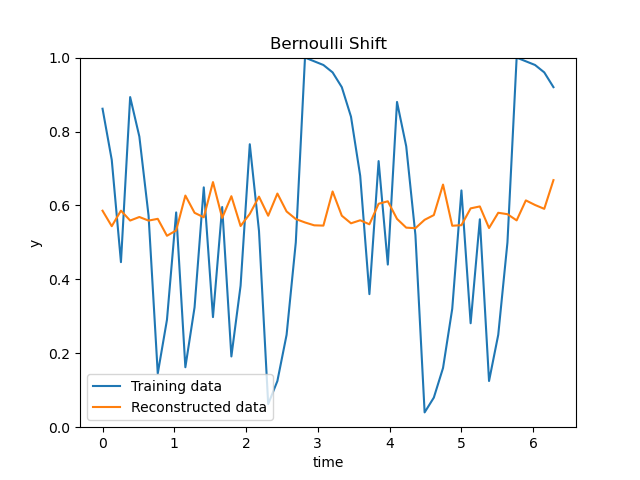 Bernoulli Shift
1.0
0.8
0.6
0.4
0.2
0.0
y
Training data
Reconstructed data
0 1 2 3 4 5 6
time